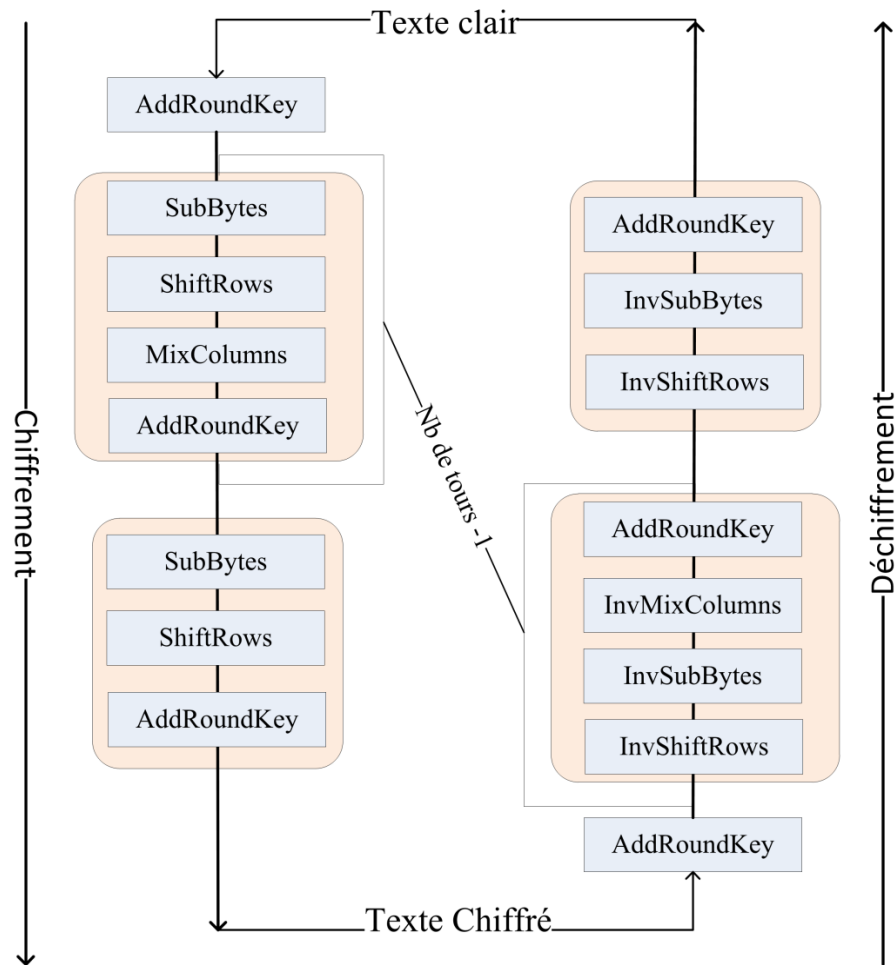 Texte clair
Chiffrement
AddRoundKey
SubBytes
ShiftRows
MixColumns
AddRoundKey
SubBytes
ShiftRows
AddRoundKey
Nb de tours -1
AddRoundKey
InvSubBytes
InvShiftRows
AddRoundKey
InvMixColumns
InvSubBytes
InvShiftRows
AddRoundKey
Déchiffrement
Texte Chiffré